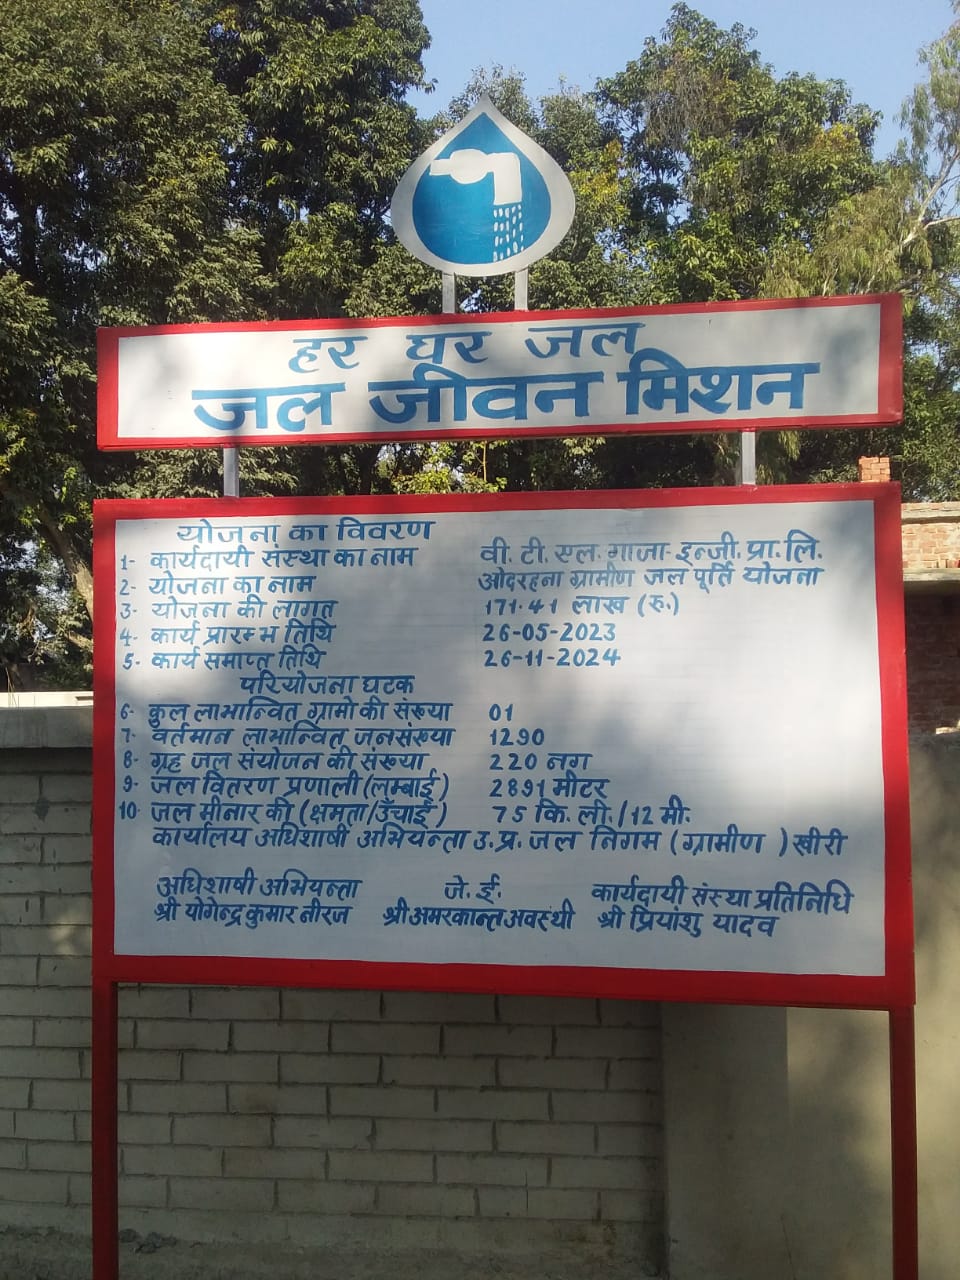 हर घर जल
जल जीवन मिशन
योजना का विवरण
1- कार्यदायी संस्था का नाम वी. टी. एल. गाजा- इन्जी. प्रा. लि.
2- योजना का नाम ओदरहना ग्रामीण जल पूर्ति योजना
3- योजना की लागत 171.41 लाख (रु.)
4- कार्य प्रारम्भ तिथि 26-05-2023
5- कार्य समाप्त तिथि 26-11-2024
परियोजना घटक
6- कुल लाभान्वित ग्रामो की संख्या 01
7- वर्तमान लाभान्वित जनसंख्या 1290
8- ग्रह जल संयोजन की संख्या 220 नग
9- जल वितरण प्रणाली (लम्बाई) 2891 मीटर
10- जल मीनार की (क्षमता/उँचाई) 75 कि. ली. /12 मी.
कार्यालय अधिशाषी अभियन्ता उ. प्र. जल निगम (ग्रामीण ) खीरी
अधिशाषी अभियन्ता जे. ई. कार्यदायी संस्था प्रतिनिधि
श्री योगेन्द्र कुमार नीरज श्री अमरकान्त अवस्थी श्री प्रियांशु यादव